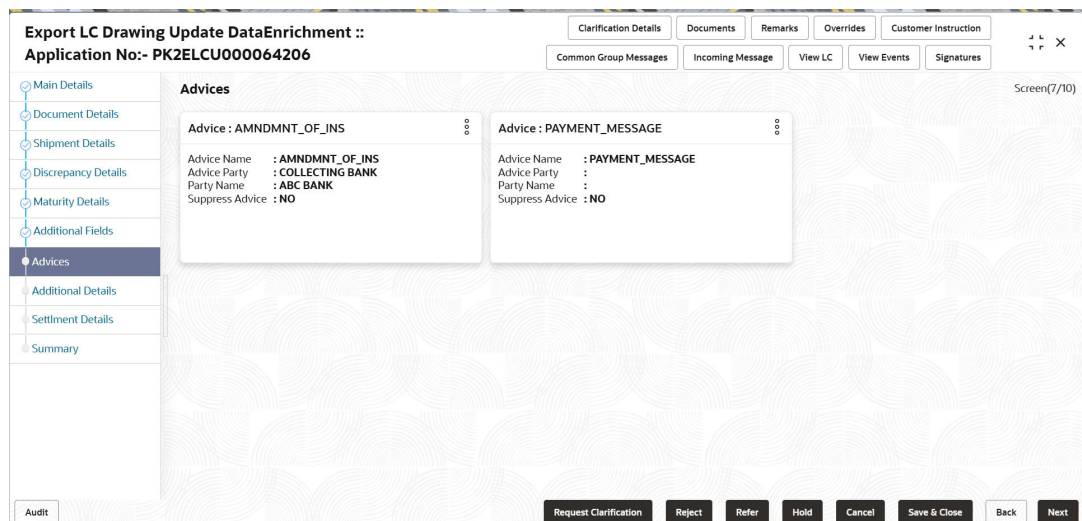 Export LC Drawing Update DataEnrichment ::
Application No:- PK2ELCU000064206
Clarification Details
Documents
Remarks
Overrides
Customer Instruction
Common Group Messages
Incoming Message
View LC
View Events
Signatures
Main Details
Document Details
Shipment Details
Discrepancy Details
Maturity Details
Additional Fields
Advices
Additional Details
Settlment Details
Summary
Advices
Screen(7/10)
Advice : AMNDMNT_OF_INS
Advice Name : AMNDMNT_OF_INS
Advice Party : COLLECTING BANK
Party Name : ABC BANK
Suppress Advice : NO
Advice : PAYMENT_MESSAGE
Advice Name : PAYMENT_MESSAGE
Advice Party :
Party Name :
Suppress Advice : NO
Audit
Request Clarification
Reject
Refer
Hold
Cancel
Save & Close
Back
Next